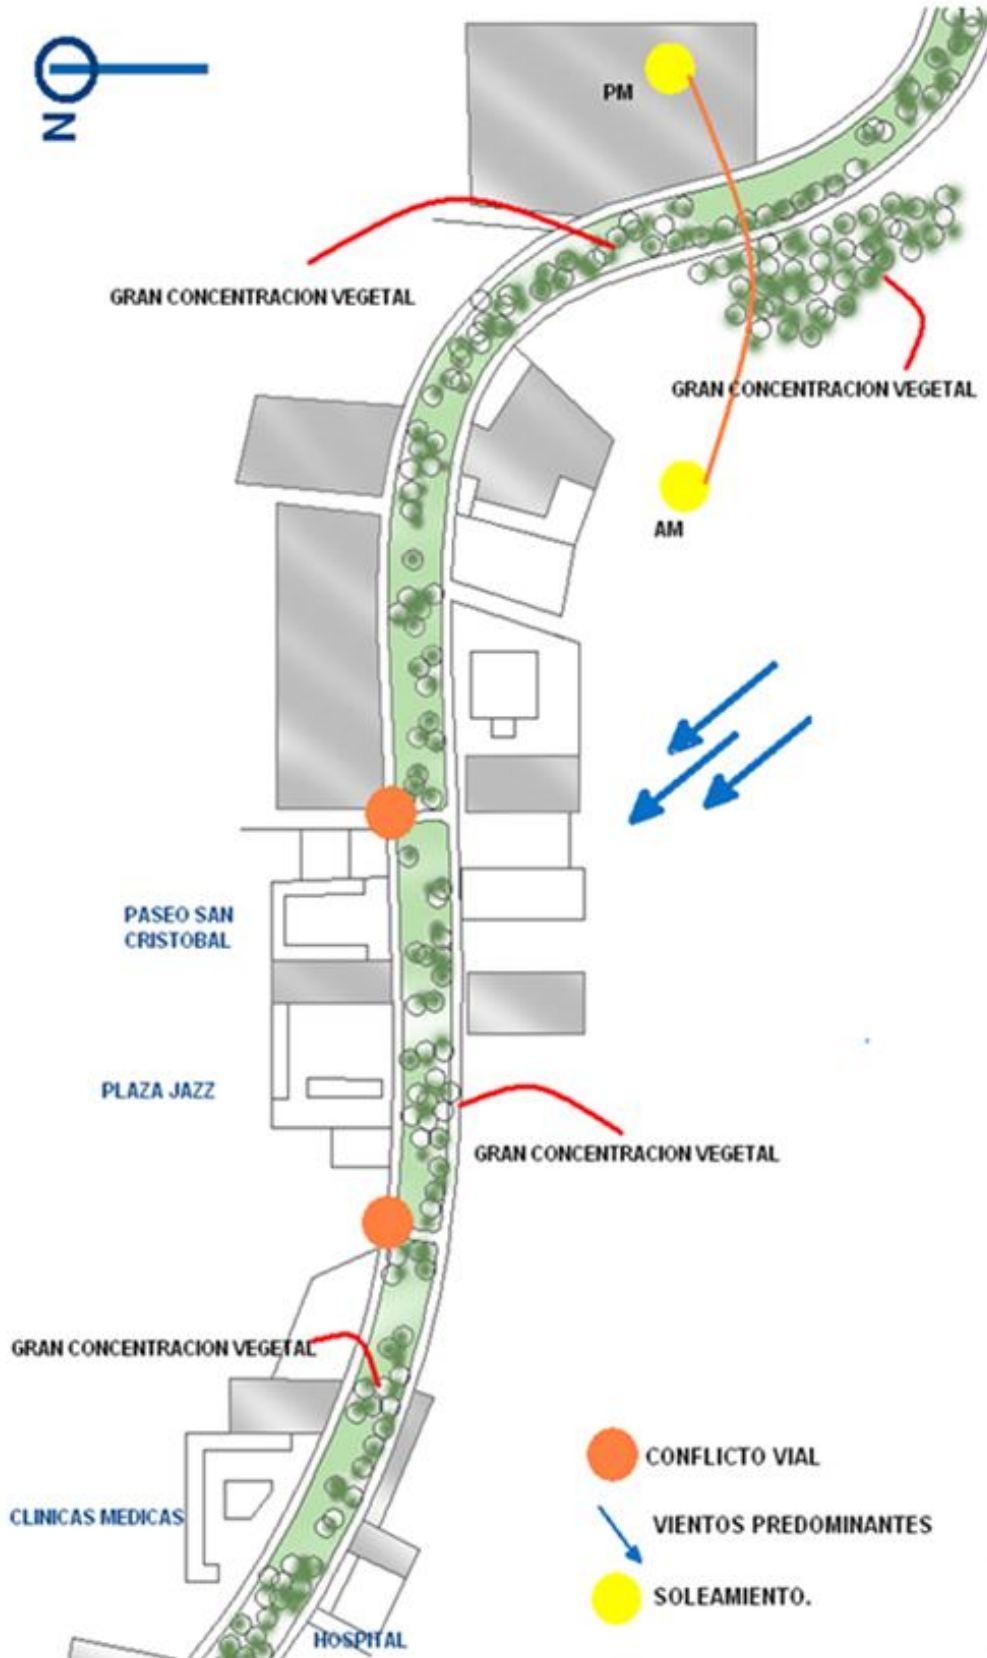 N
PM
GRAN CONCENTRACION VEGETAL
GRAN CONCENTRACION VEGETAL
AM
PASEO SAN
CRISTOBAL
PLAZA JAZZ
GRAN CONCENTRACION VEGETAL
GRAN CONCENTRACION VEGETAL
CONFLICTO VIAL
CLINICAS MEDICAS
VIENTOS PREDOMINANTES
SOLEAMIENTO.
HOSPITAL